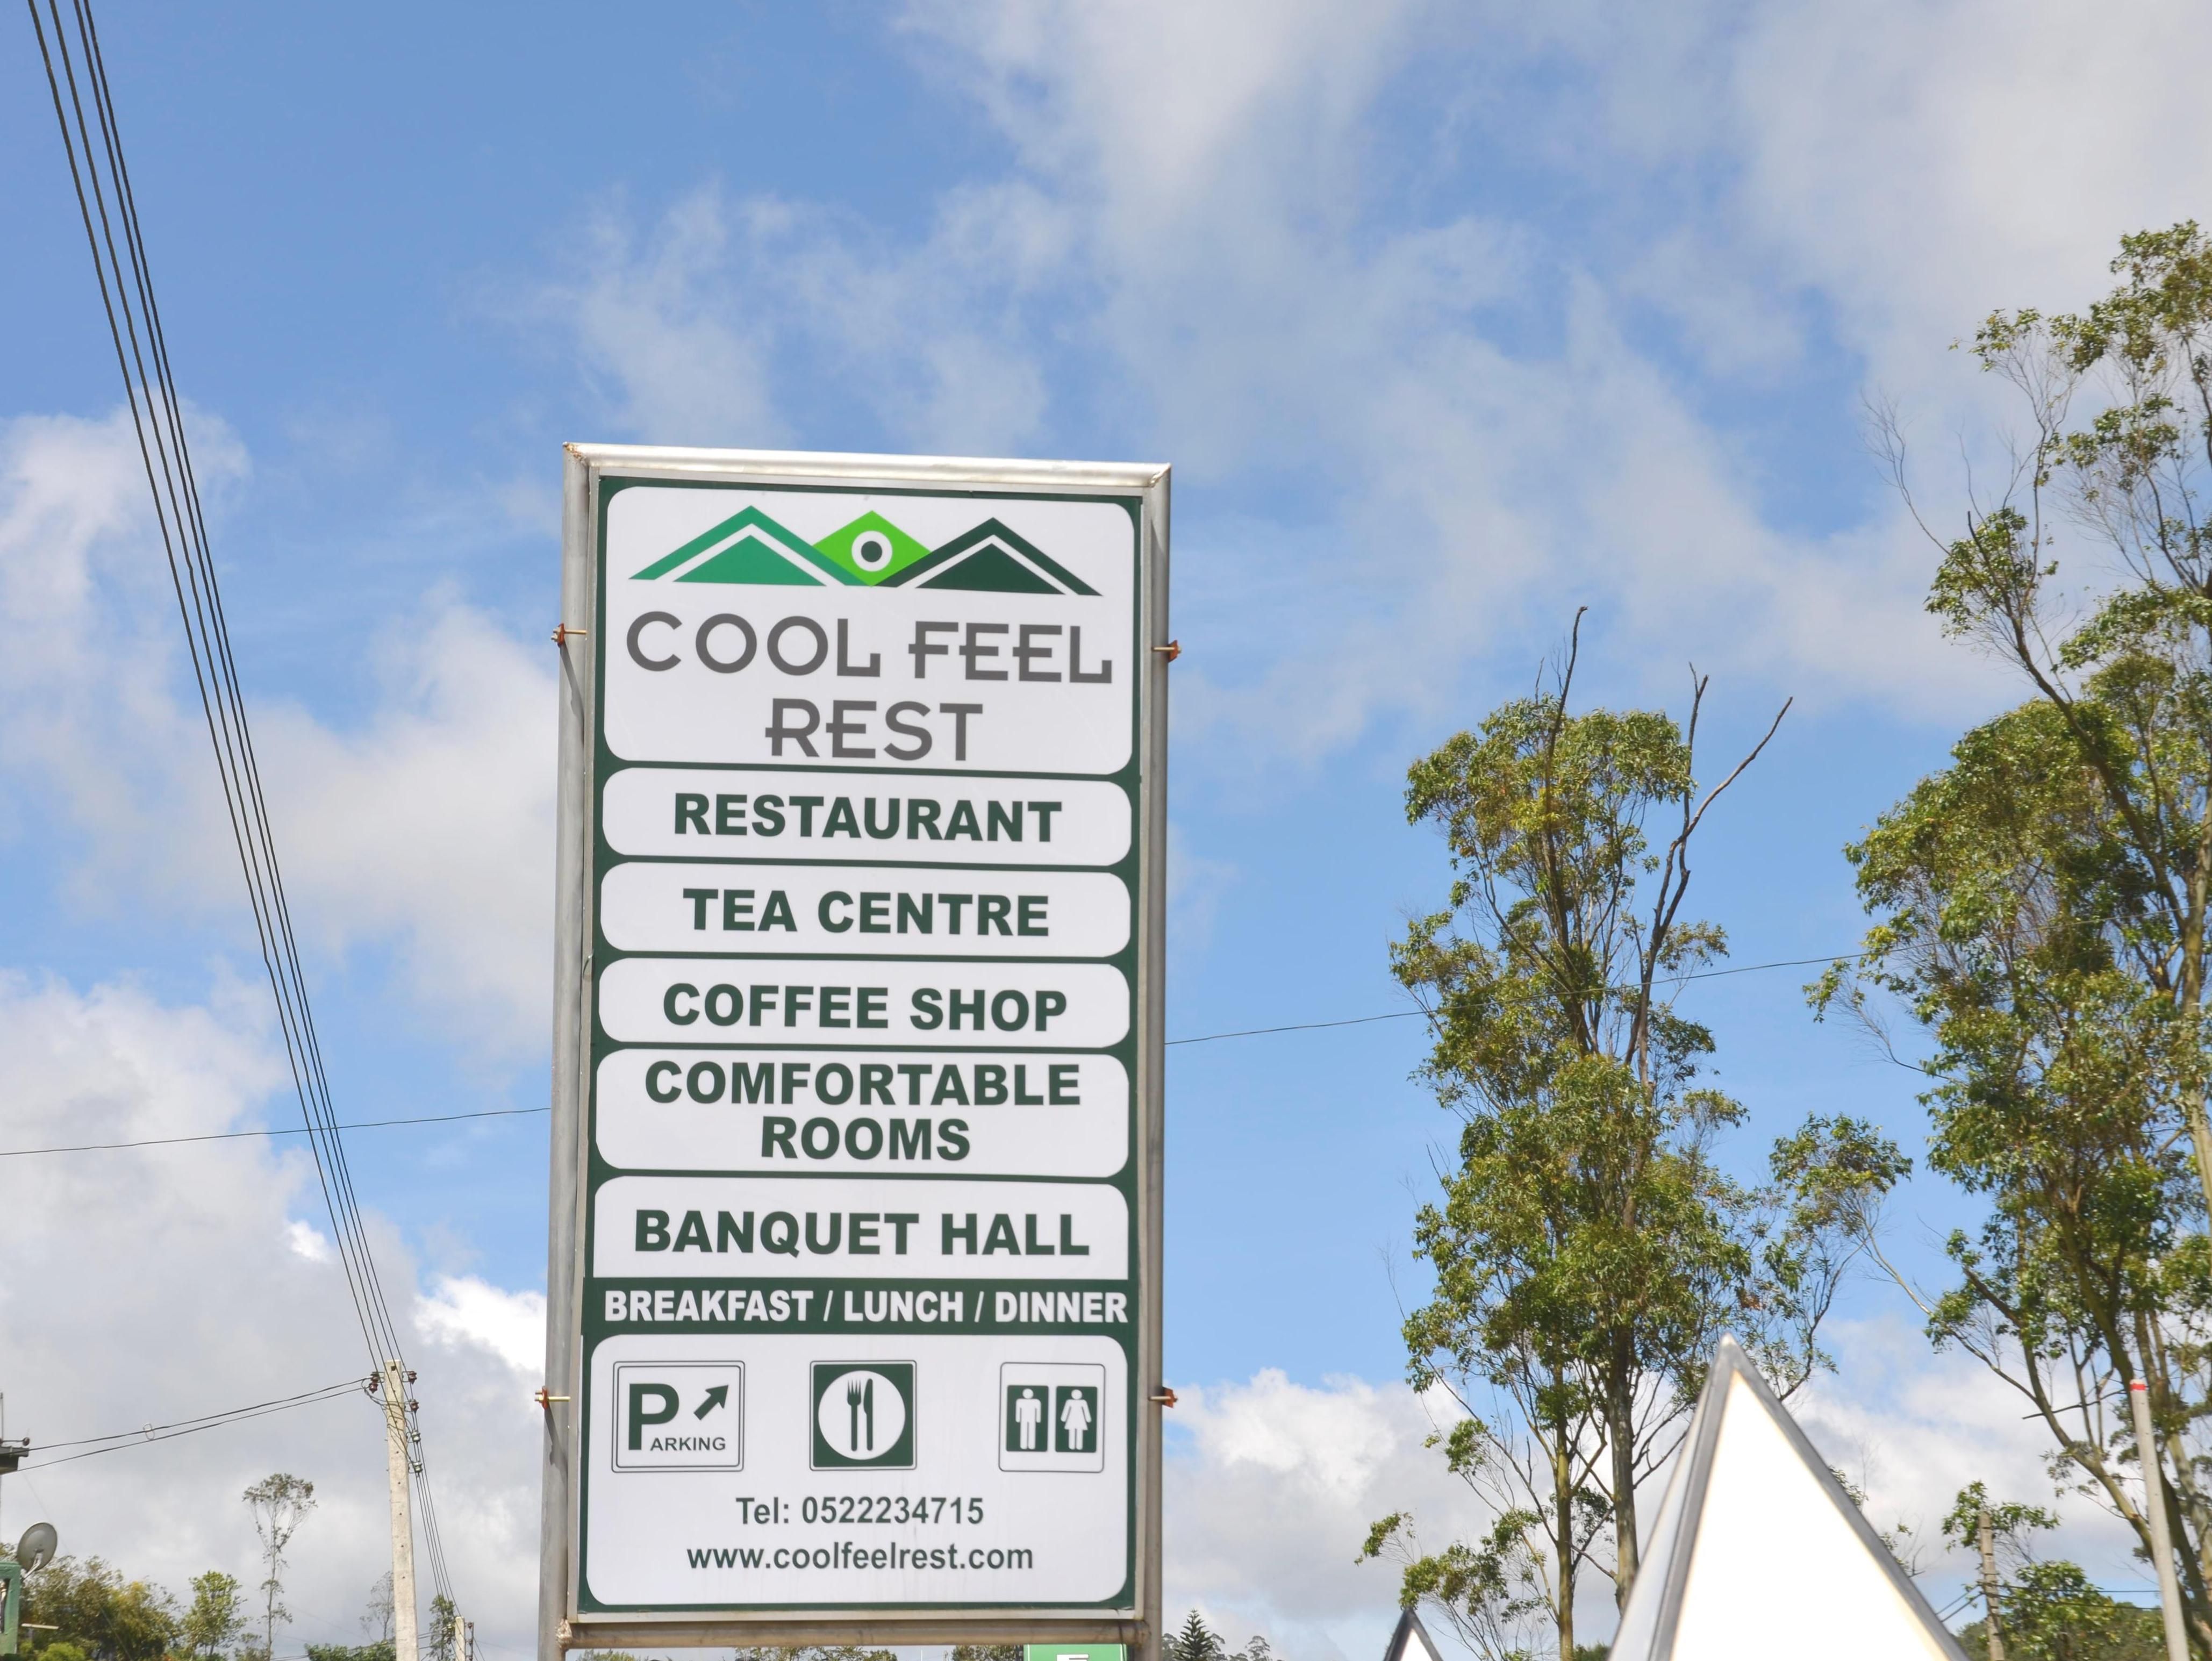 COOL FEEL
REST
RESTAURANT
TEA CENTRE
COFFEE SHOP
COMFORTABLE
ROOMS
BANQUET HALL
BREAKFAST / LUNCH / DINNER
PARKING
Tel: 0522234715
www.coolfeelrest.com